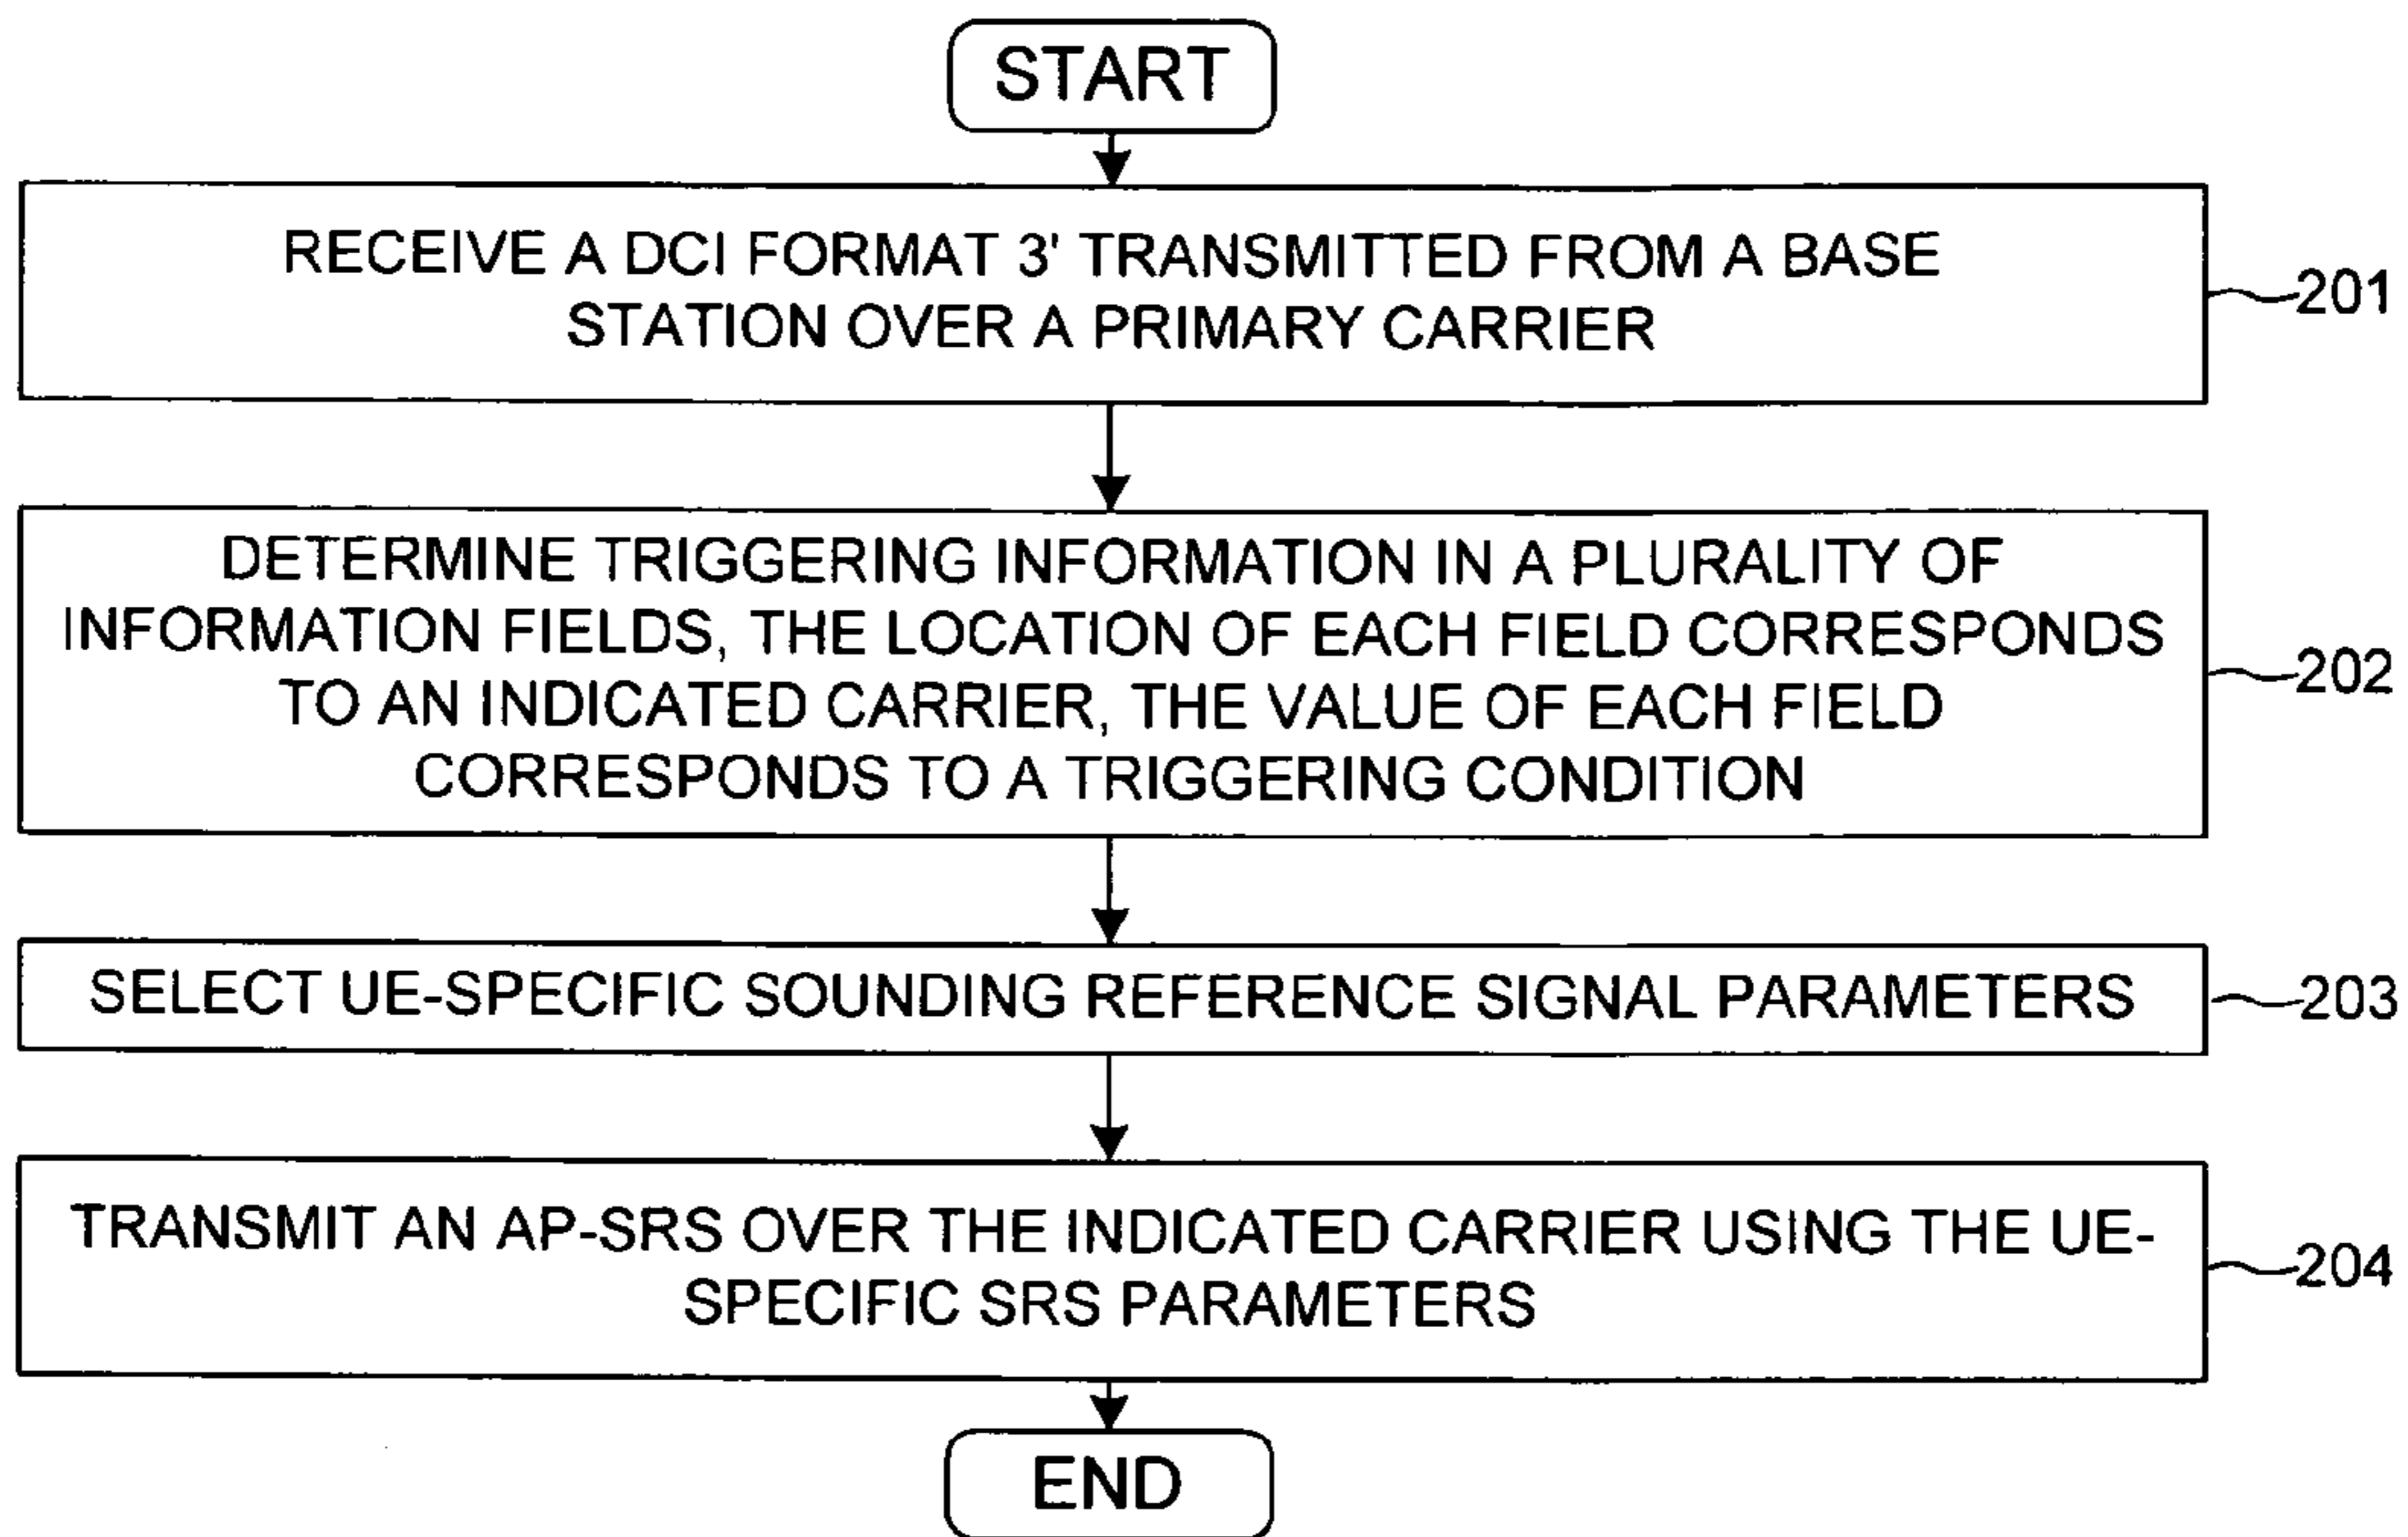 START
RECEIVE A DCI FORMAT 3' TRANSMITTED FROM A BASE
STATION OVER A PRIMARY CARRIER
201
DETERMINE TRIGGERING INFORMATION IN A PLURALITY OF
INFORMATION FIELDS, THE LOCATION OF EACH FIELD CORRESPONDS
TO AN INDICATED CARRIER, THE VALUE OF EACH FIELD
CORRESPONDS TO A TRIGGERING CONDITION
202
SELECT UE-SPECIFIC SOUNDING REFERENCE SIGNAL PARAMETERS
203
TRANSMIT AN AP-SRS OVER THE INDICATED CARRIER USING THE UE-
SPECIFIC SRS PARAMETERS
204
END